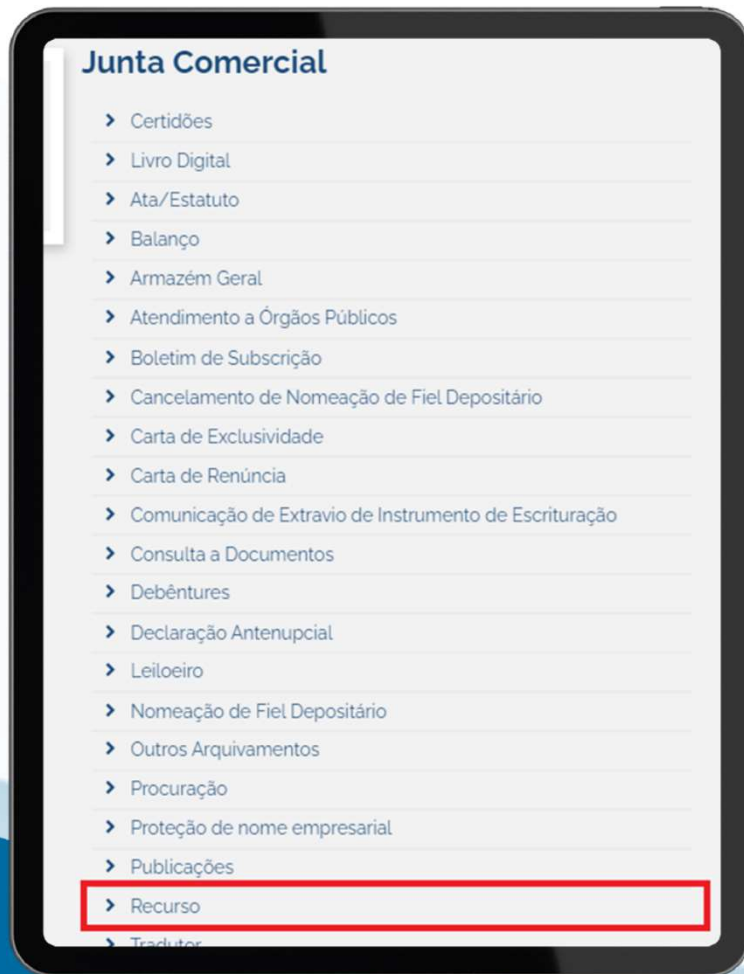 Junta Comercial
Certidões
Livro Digital
Ata/Estatuto
Balanço
Armazém Geral
Atendimento a Órgãos Públicos
Boletim de Subscrição
Cancelamento de Nomeação de Fiel Depositário
Carta de Exclusividade
Carta de Renúncia
Comunicação de Extravio de Instrumento de Escrituração
Consulta a Documentos
Debêntures
Declaração Antenupcial
Leiloeiro
Nomeação de Fiel Depositário
Outros Arquivamentos
Procuração
Proteção de nome empresarial
Publicações
Recurso
Tradutor